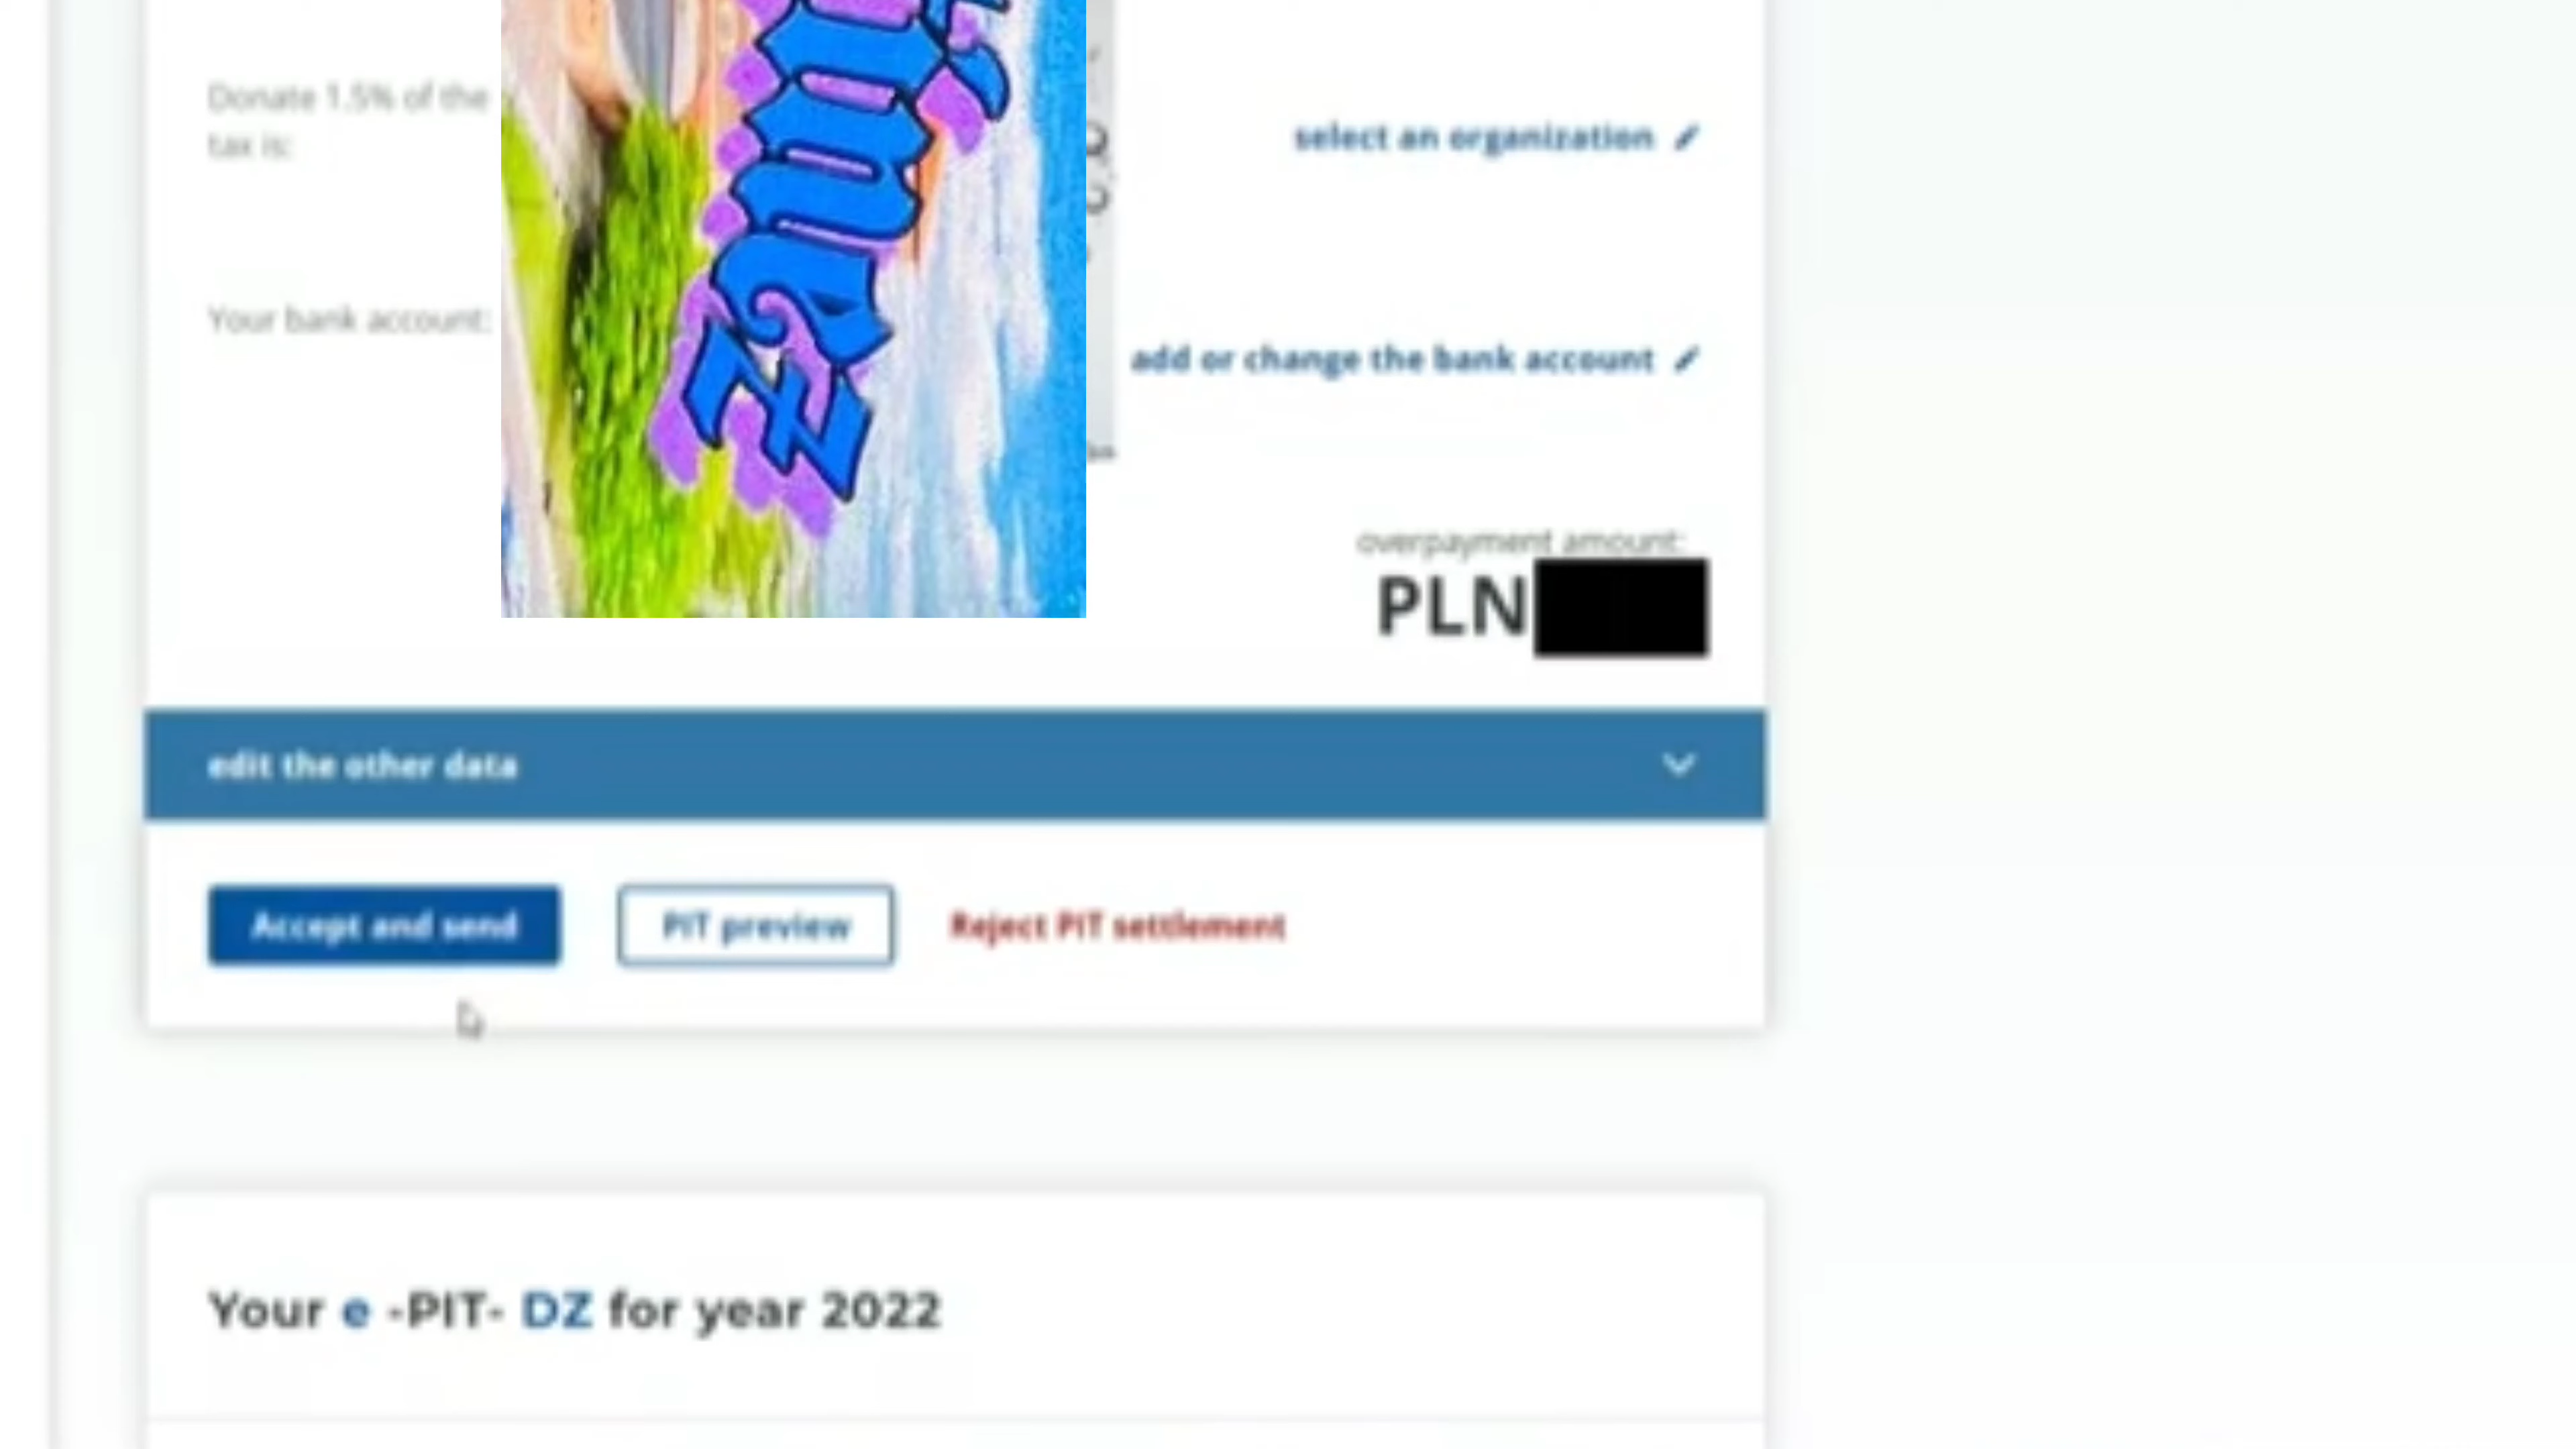 Donate 1.5% of the
tax is:
select an organization
Your bank account:
add or change the bank account
overpayment amount:
PLN
edit the other data
Accept and send
PIT preview
Reject PIT settlement
Your e -PIT- DZ for year 2022